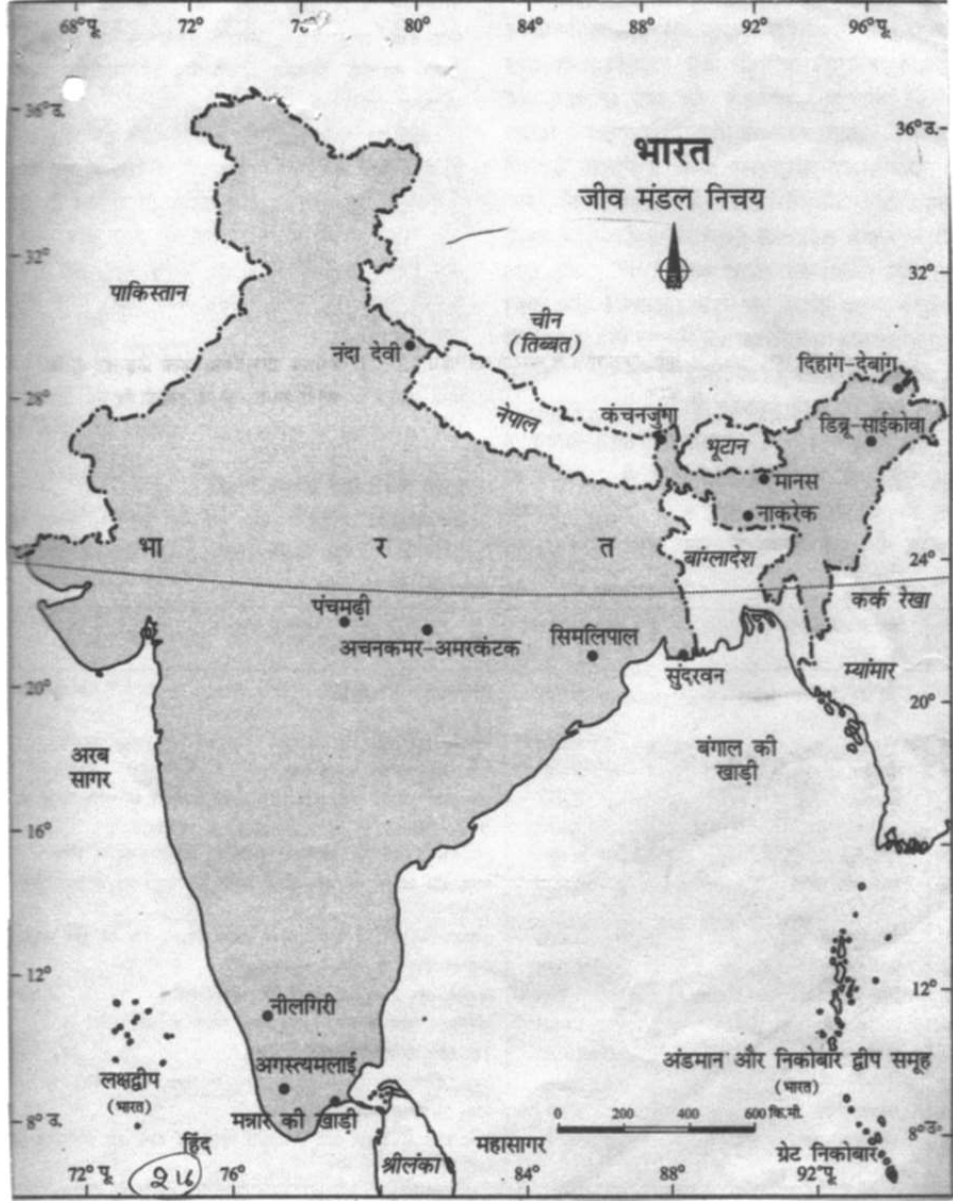 68°पू.
72°
76
80°
84°
88°
92°
96°पू.
36°उ.
36°उ.
भारत
जीव मंडल निचय
32°
32°
पाकिस्तान
चीन
(तिब्बत)
नंदा देवी
दिहांग-देबांग
28°
नेपाल
कंचनजुंगा
डिब्रू-साईकोवा
भूटान
मानस
नाकरेक
भा र त
बांग्लादेश
24°
कर्क रेखा
पंचमढ़ी
अचनकमर-अमरकंटक
सिमलिपाल
सुंदरवन
म्यांमार
20°
20°
अरब
सागर
बंगाल की
खाड़ी
16°
16°
12°
12°
नीलगिरी
अगस्त्यमलाई
लक्षद्वीप
(भारत)
अंडमान और निकोबार द्वीप समूह
(भारत)
मन्नार की खाड़ी
0 200 400 600 कि.मी.
8°उ.
8°उ.
हिंद
महासागर
श्रीलंका
ग्रेट निकोबार
72° पू.
76°
84°
88°
92°पू.